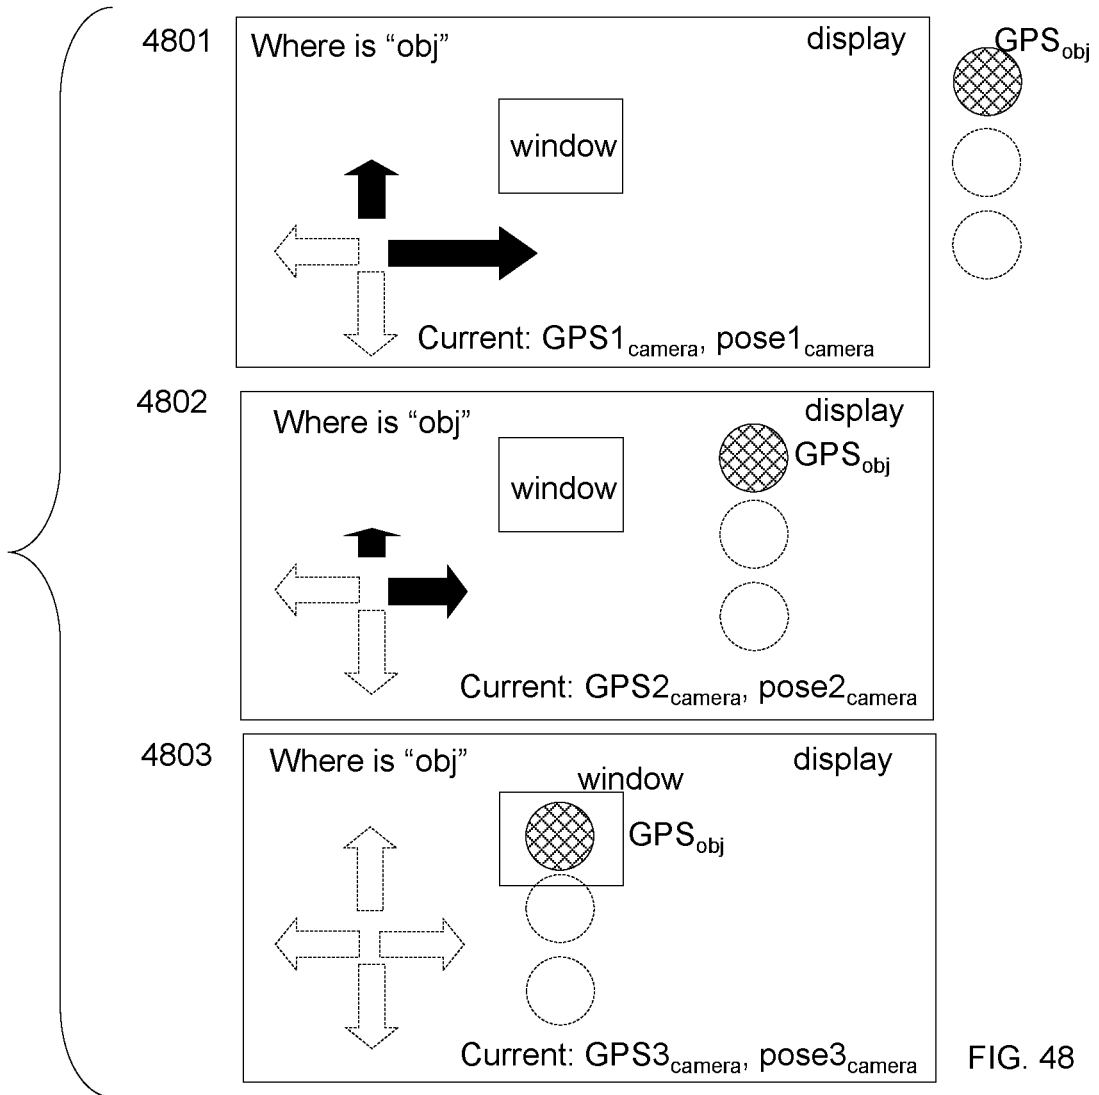 4801
Where is “obj”
display
GPSobj
window
Current: GPS1camera, pose1camera
4802
Where is “obj”
display
GPSobj
window
Current: GPS2camera, pose2camera
4803
Where is “obj”
display
window
GPSobj
Current: GPS3camera, pose3camera
FIG. 48